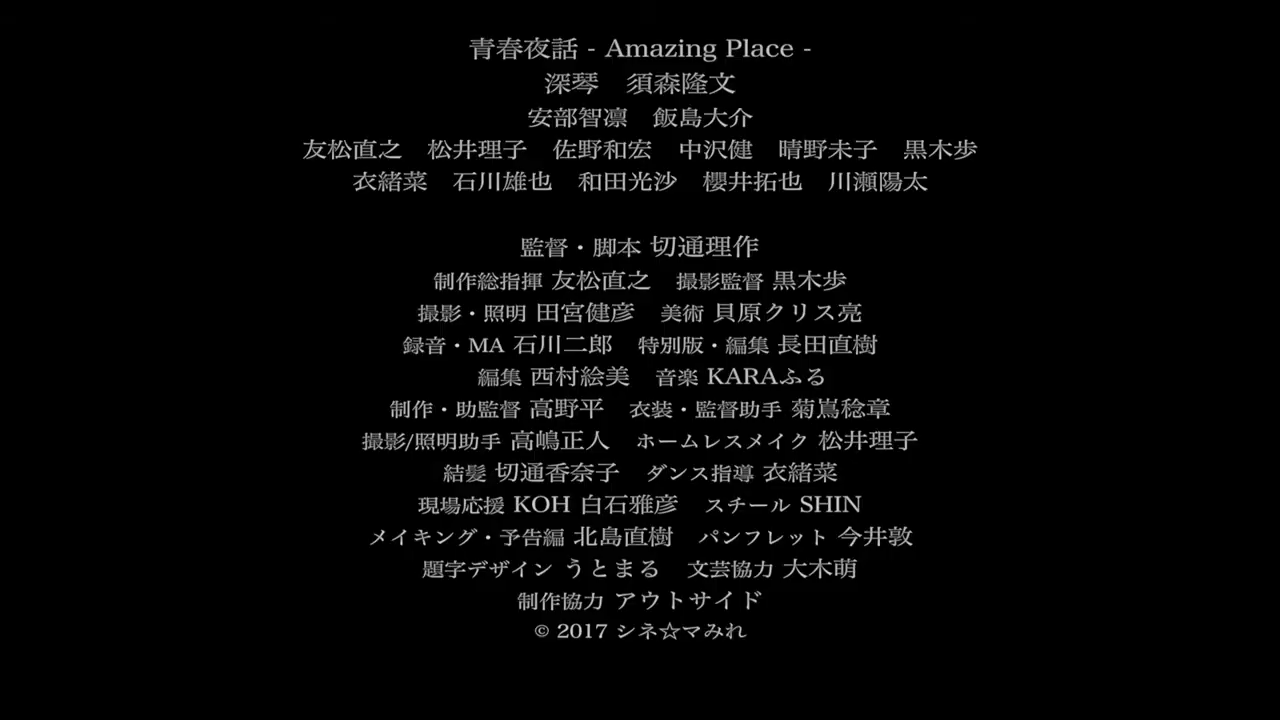 青春夜話 - Amazing Place -
深琴　須森隆文
安部智凛　飯島大介
友松直之　松井理子　佐野和宏　中沢健　晴野未子　黒木歩
衣緒菜　石川雄也　和田光沙　櫻井拓也　川瀬陽太
監督・脚本 切通理作
制作総指揮 友松直之　撮影監督 黒木歩
撮影・照明 田宮健彦　美術 貝原クリス亮
録音・MA 石川二郎　特別版・編集 長田直樹
編集 西村絵美　音楽 KARAふる
制作・助監督 高野平　衣装・監督助手 菊嶌稔章
撮影/照明助手 高嶋正人　ホームレスメイク 松井理子
結髪 切通香奈子　ダンス指導 衣緒菜
現場応援 KOH 白石雅彦　スチール SHIN
メイキング・予告編 北島直樹　パンフレット 今井敦
題字デザイン うとまる　文芸協力 大木萌
制作協力 アウトサイド
© 2017 シネ☆マみれ